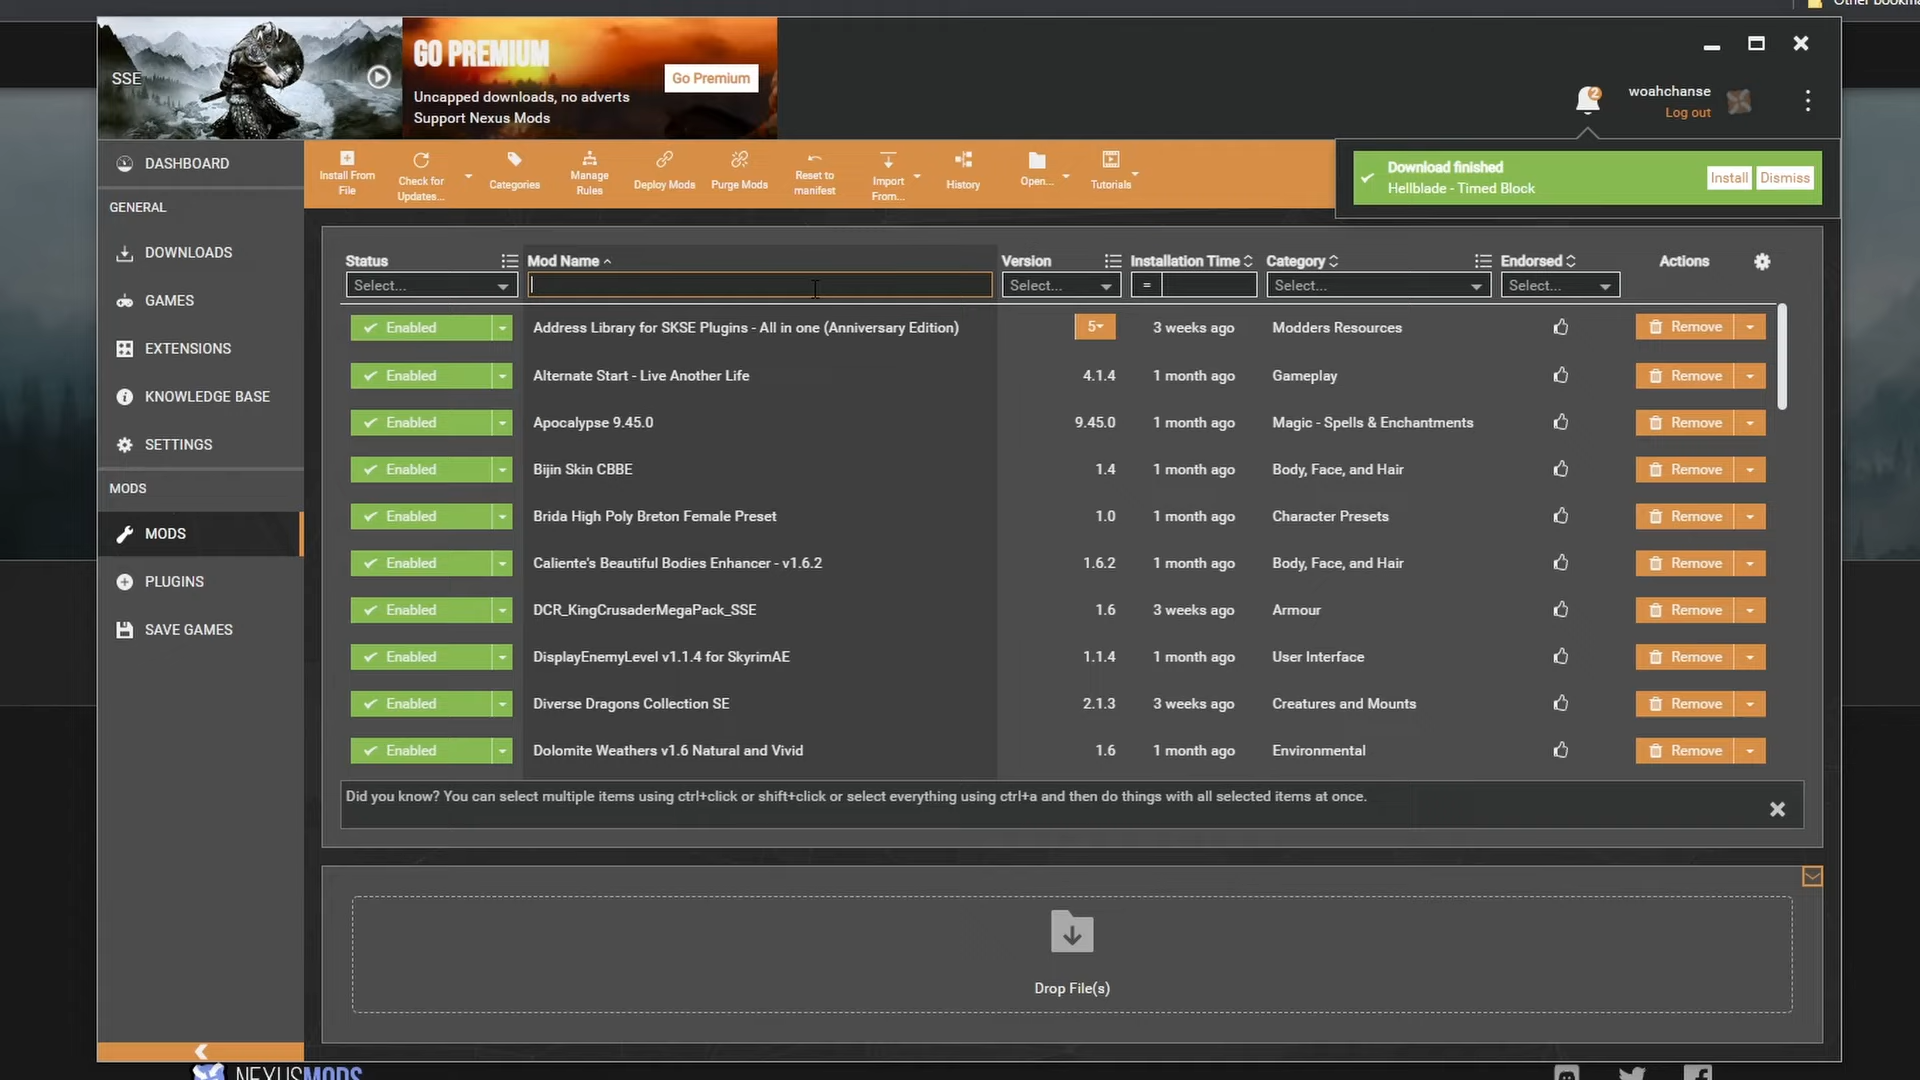 SSE
GO PREMIUM
Uncapped downloads, no adverts
Support Nexus Mods
Go Premium
2
woahchanse
Log out
DASHBOARD
GENERAL
DOWNLOADS
GAMES
EXTENSIONS
KNOWLEDGE BASE
SETTINGS
MODS
MODS
PLUGINS
SAVE GAMES
Install From File
Check for Updates...
Categories
Manage Rules
Deploy Mods
Purge Mods
Reset to manifest
Import From...
History
Open...
Tutorials
Download finished
Hellblade - Timed Block
Install
Dismiss
Status Mod Name Version Installation Time Category Endorsed Actions
Select... Select... = Select... Select...
Enabled Address Library for SKSE Plugins - All in one (Anniversary Edition) 5 3 weeks ago Modders Resources Remove
Enabled Alternate Start - Live Another Life 4.1.4 1 month ago Gameplay Remove
Enabled Apocalypse 9.45.0 9.45.0 1 month ago Magic - Spells & Enchantments Remove
Enabled Bijin Skin CBBE 1.4 1 month ago Body, Face, and Hair Remove
Enabled Brida High Poly Breton Female Preset 1.0 1 month ago Character Presets Remove
Enabled Caliente's Beautiful Bodies Enhancer - v1.6.2 1.6.2 1 month ago Body, Face, and Hair Remove
Enabled DCR_KingCrusaderMegaPack_SSE 1.6 3 weeks ago Armour Remove
Enabled DisplayEnemyLevel v1.1.4 for SkyrimAE 1.1.4 1 month ago User Interface Remove
Enabled Diverse Dragons Collection SE 2.1.3 3 weeks ago Creatures and Mounts Remove
Enabled Dolomite Weathers v1.6 Natural and Vivid 1.6 1 month ago Environmental Remove
Did you know? You can select multiple items using ctrl+click or shift+click or select everything using ctrl+a and then do things with all selected items at once.
Drop File(s)
NEXUSMODS